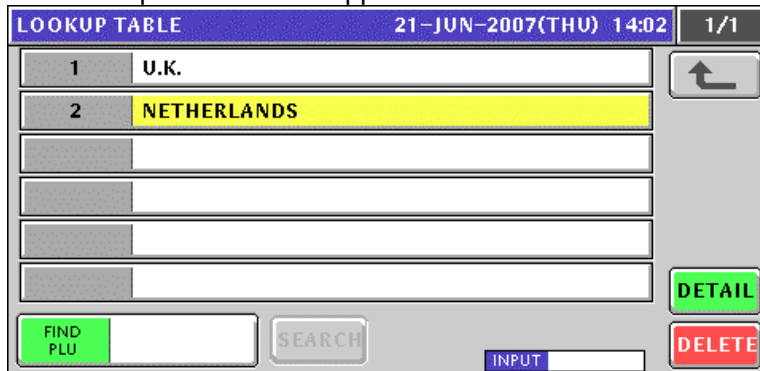 LOOKUP TABLE 21-JUN-2007(THU) 14:02 1/1
1 U.K.
2 NETHERLANDS
DETAIL
FIND
PLU
SEARCH
DELETE
INPUT